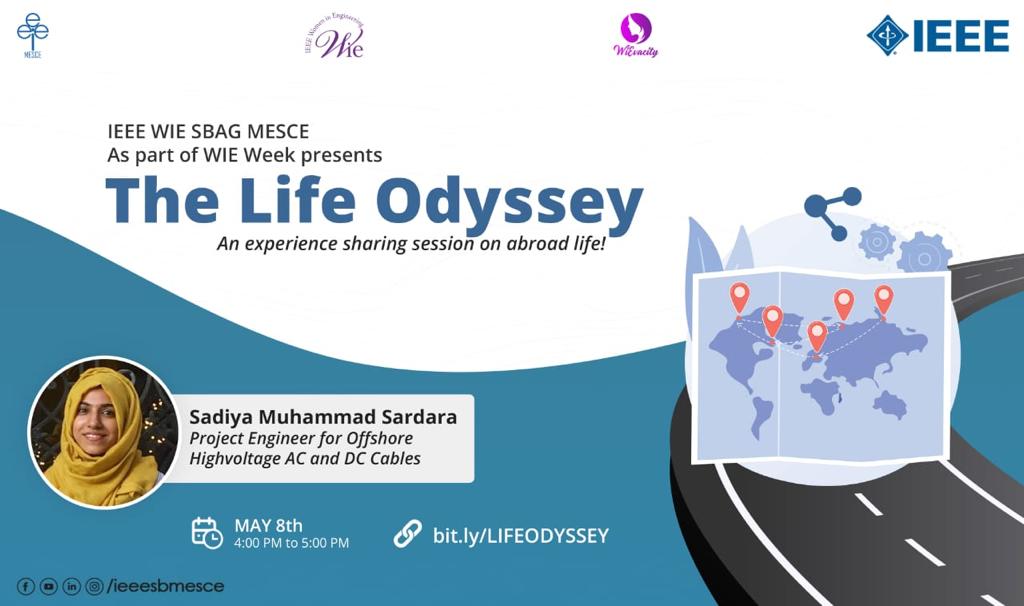 MESCE
IEEE Women in Engineering
Wie
WIEvacity
IEEE
IEEE WIE SBAG MESCE
As part of WIE Week presents
The Life Odyssey
An experience sharing session on abroad life!
Sadiya Muhammad Sardara
Project Engineer for Offshore
Highvoltage AC and DC Cables
MAY 8th
4:00 PM to 5:00 PM
bit.ly/LIFEODYSSEY
/ieeesbmesce